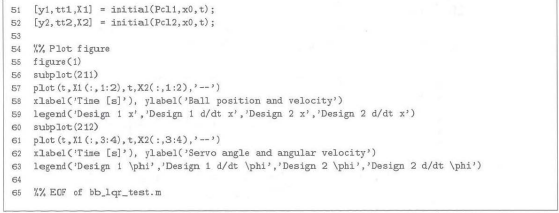 51 [y1,tt1,X1] = initial(Pcl1,x0,t);
52 [y2,tt2,X2] = initial(Pcl2,x0,t);
53
54 %% Plot figure
55 figure(1)
56 subplot(211)
57 plot(t,X1(:,1:2),t,X2(:,1:2),'--')
58 xlabel('Time [s]'), ylabel('Ball position and velocity')
59 legend('Design 1 x','Design 1 d/dt x','Design 2 x','Design 2 d/dt x')
60 subplot(212)
61 plot(t,X1(:,3:4),t,X2(:,3:4),'--')
62 xlabel('Time [s]'), ylabel('Servo angle and angular velocity')
63 legend('Design 1 \phi','Design 1 d/dt \phi','Design 2 \phi','Design 2 d/dt \phi')
64
65 %% EOF of bb_lqr_test.m